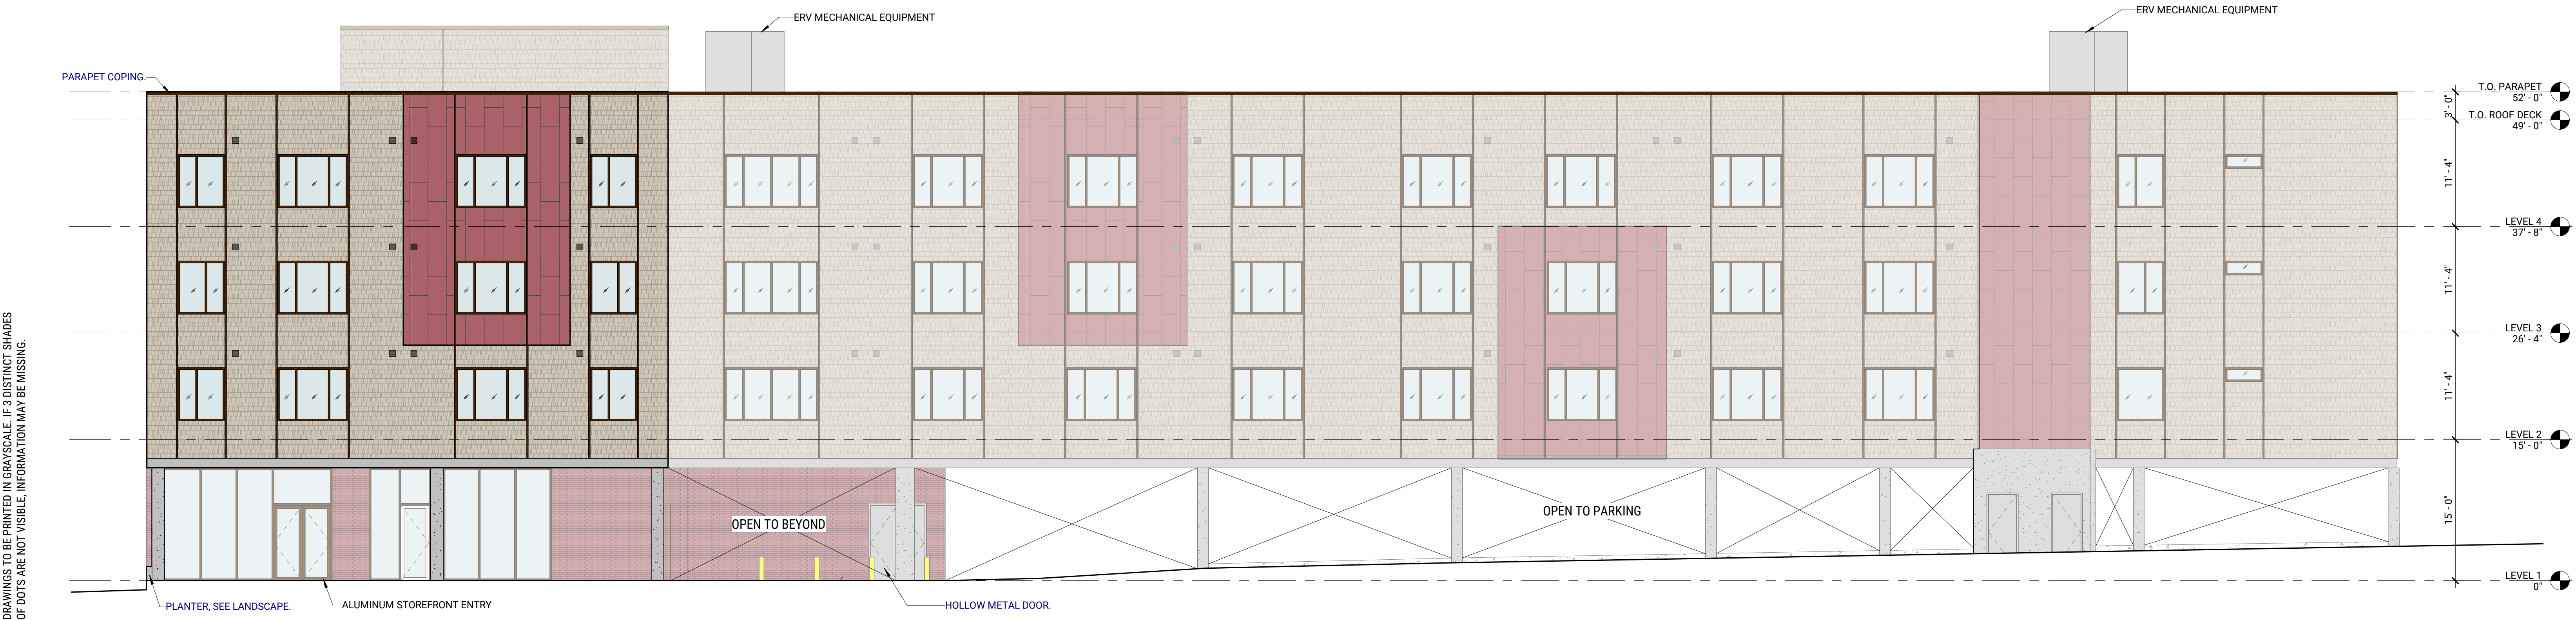 ERV MECHANICAL EQUIPMENT
ERV MECHANICAL EQUIPMENT
PARAPET COPING.
T.O. PARAPET
52' - 0"
3' - 0"
T.O. ROOF DECK
49' - 0"
11' - 4"
LEVEL 4
37' - 8"
11' - 4"
LEVEL 3
26' - 4"
11' - 4"
LEVEL 2
15' - 0"
15' - 0"
OPEN TO BEYOND
OPEN TO PARKING
LEVEL 1
0"
PLANTER, SEE LANDSCAPE.
ALUMINUM STOREFRONT ENTRY
HOLLOW METAL DOOR.
DRAWINGS TO BE PRINTED IN GRAYSCALE. IF 3 DISTINCT SHADES
OF DOTS ARE NOT VISIBLE, INFORMATION MAY BE MISSING.